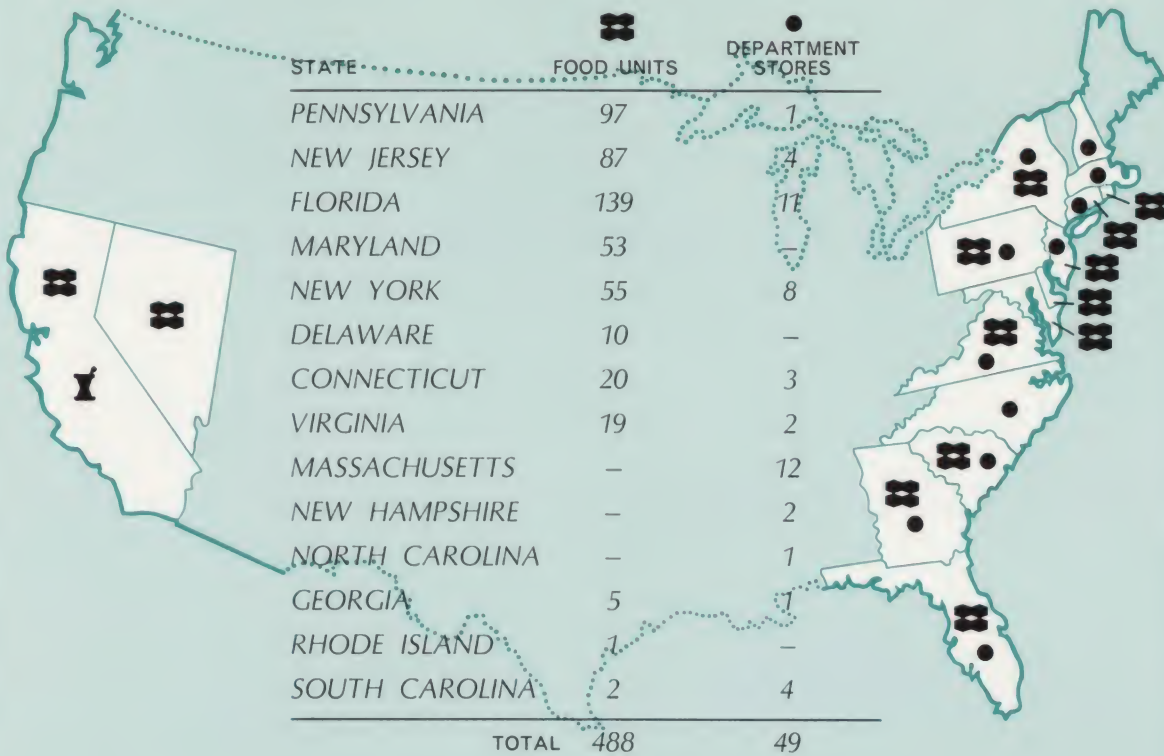 STATE FOOD UNITS DEPARTMENT STORES
PENNSYLVANIA 97 1
NEW JERSEY 87 4
FLORIDA 139 11
MARYLAND 53 –
NEW YORK 55 8
DELAWARE 10 –
CONNECTICUT 20 3
VIRGINIA 19 2
MASSACHUSETTS – 12
NEW HAMPSHIRE – 2
NORTH CAROLINA – 1
GEORGIA 5 1
RHODE ISLAND 1 –
SOUTH CAROLINA 2 4
TOTAL 488 49